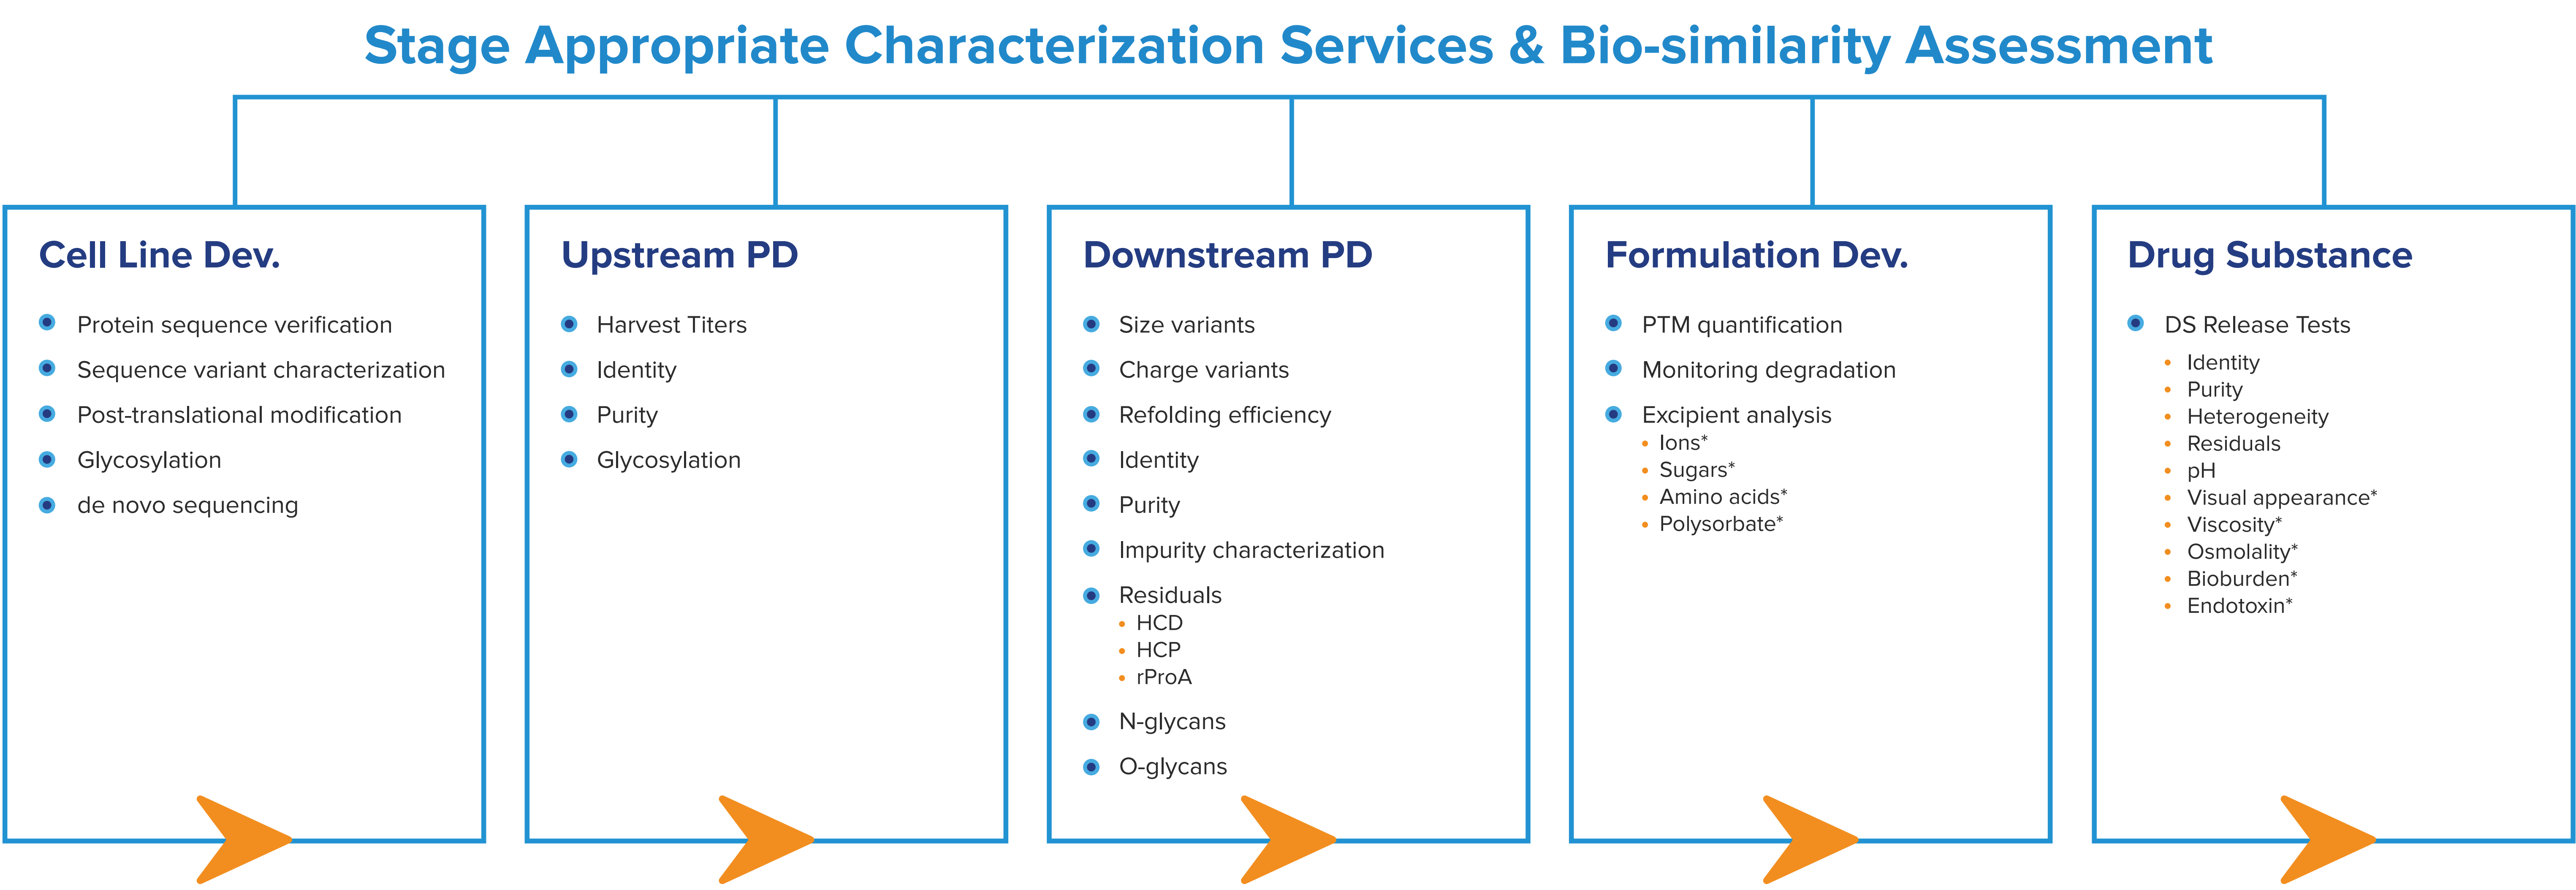 Stage Appropriate Characterization Services & Bio-similarity Assessment
Cell Line Dev.
Protein sequence verification
Sequence variant characterization
Post-translational modification
Glycosylation
de novo sequencing
Upstream PD
Harvest Titers
Identity
Purity
Glycosylation
Downstream PD
Size variants
Charge variants
Refolding efficiency
Identity
Purity
Impurity characterization
Residuals
HCD
HCP
rProA
N-glycans
O-glycans
Formulation Dev.
PTM quantification
Monitoring degradation
Excipient analysis
Ions*
Sugars*
Amino acids*
Polysorbate*
Drug Substance
DS Release Tests
Identity
Purity
Heterogeneity
Residuals
pH
Visual appearance*
Viscosity*
Osmolality*
Bioburden*
Endotoxin*